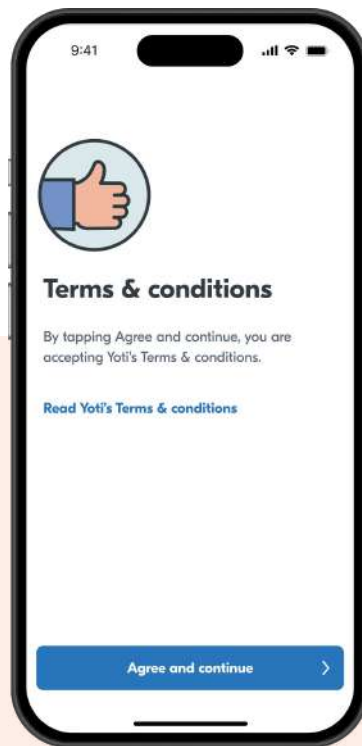 9:41
Terms & conditions
By tapping Agree and continue, you are
accepting Yoti's Terms & conditions.
Read Yoti's Terms & conditions
Agree and continue